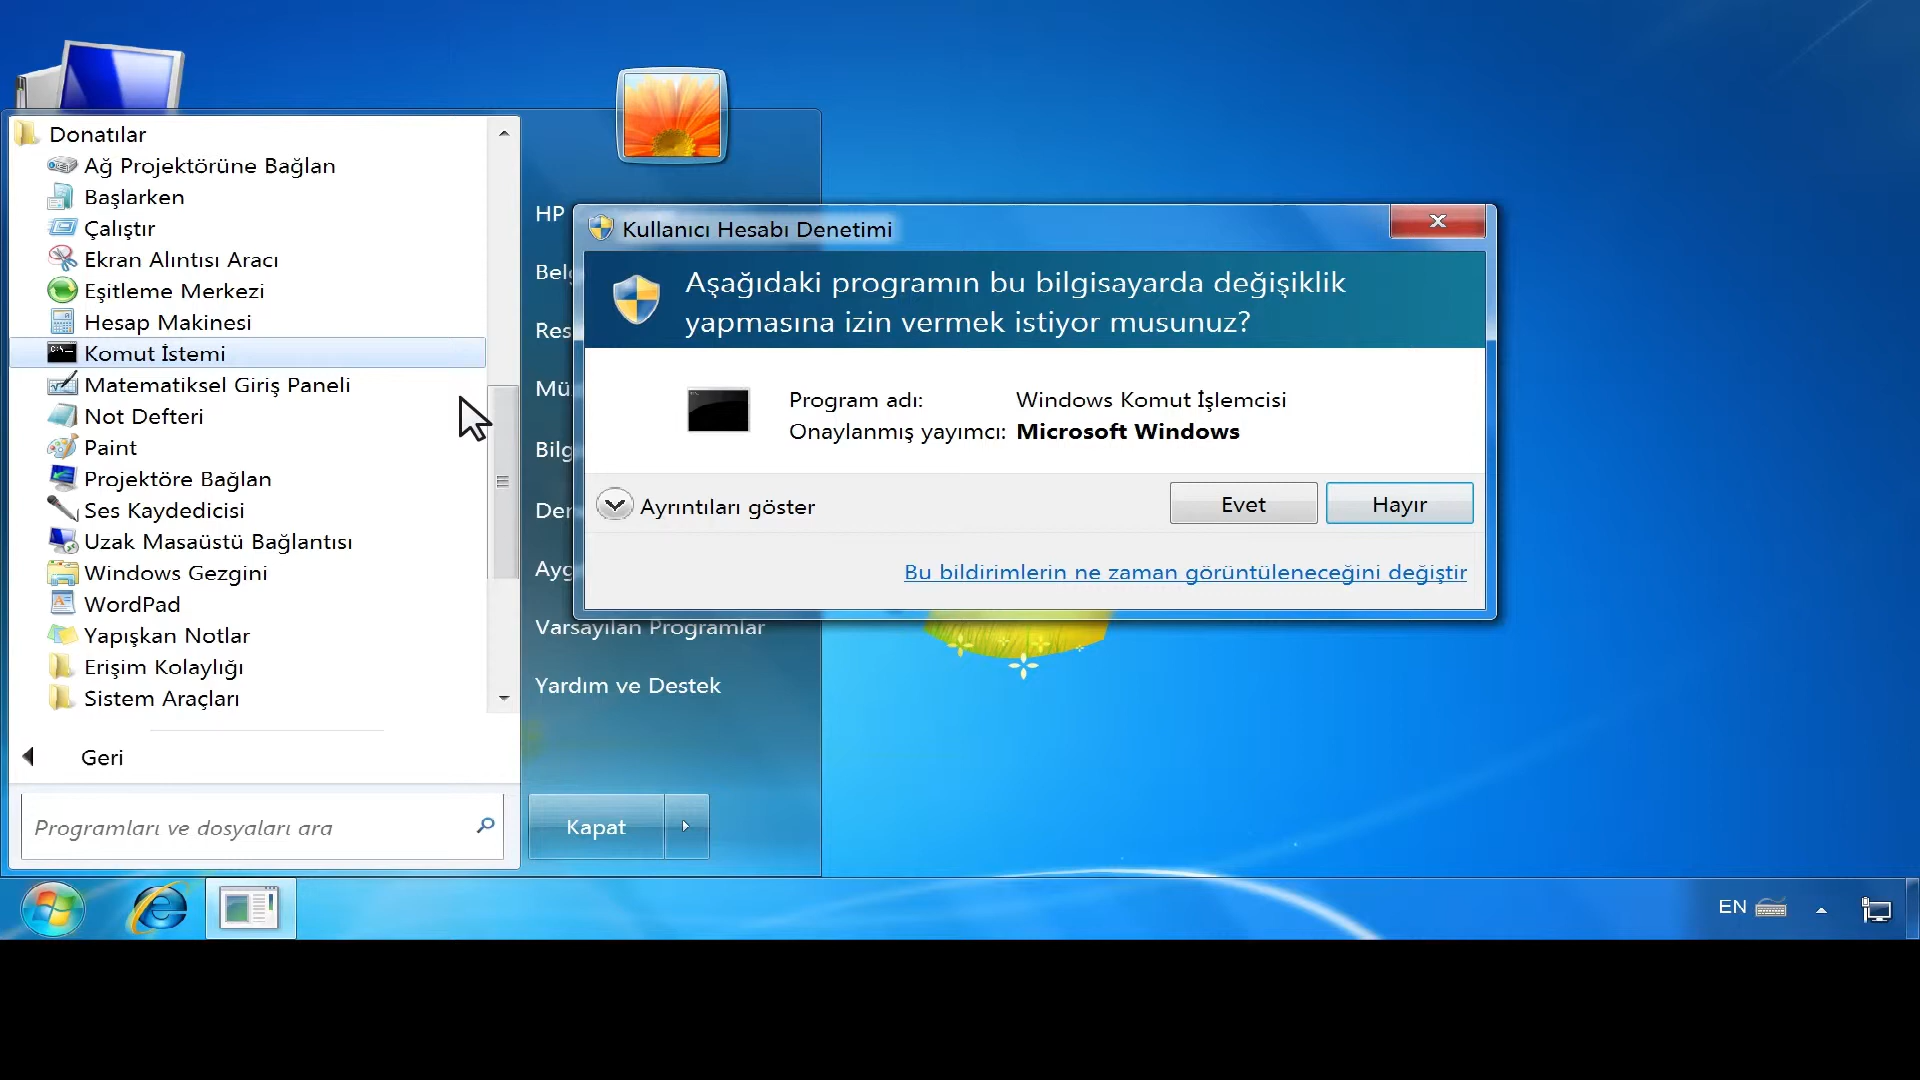 Donatılar
Ağ Projektörüne Bağlan
Başlarken
Çalıştır
Ekran Alıntısı Aracı
Eşitleme Merkezi
Hesap Makinesi
Komut İstemi
Matematiksel Giriş Paneli
Not Defteri
Paint
Projektöre Bağlan
Ses Kaydedicisi
Uzak Masaüstü Bağlantısı
Windows Gezgini
WordPad
Yapışkan Notlar
Erişim Kolaylığı
Sistem Araçları
Geri
Programları ve dosyaları ara
HP
Varsayılan Programlar
Yardım ve Destek
Kapat
Kullanıcı Hesabı Denetimi
Aşağıdaki programın bu bilgisayarda değişiklik
yapmasına izin vermek istiyor musunuz?
Program adı: Windows Komut İşlemcisi
Onaylanmış yayımcı: Microsoft Windows
Ayrıntıları göster
Evet
Hayır
Bu bildirimlerin ne zaman görüntüleneceğini değiştir
EN